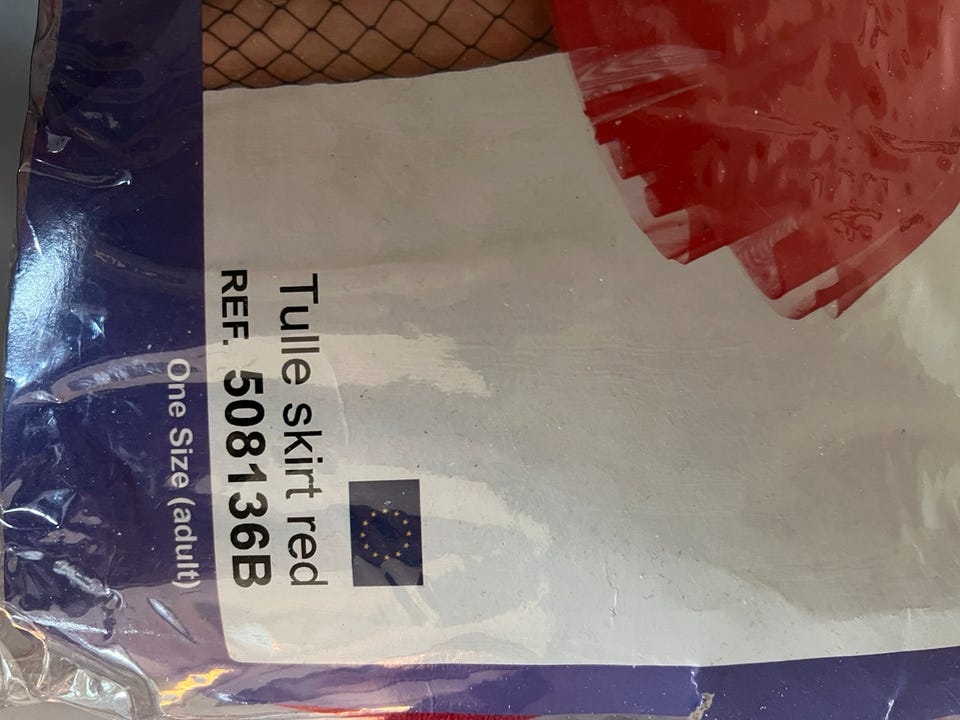 Tulle skirt red
REF. 508136B
One Size (adult)